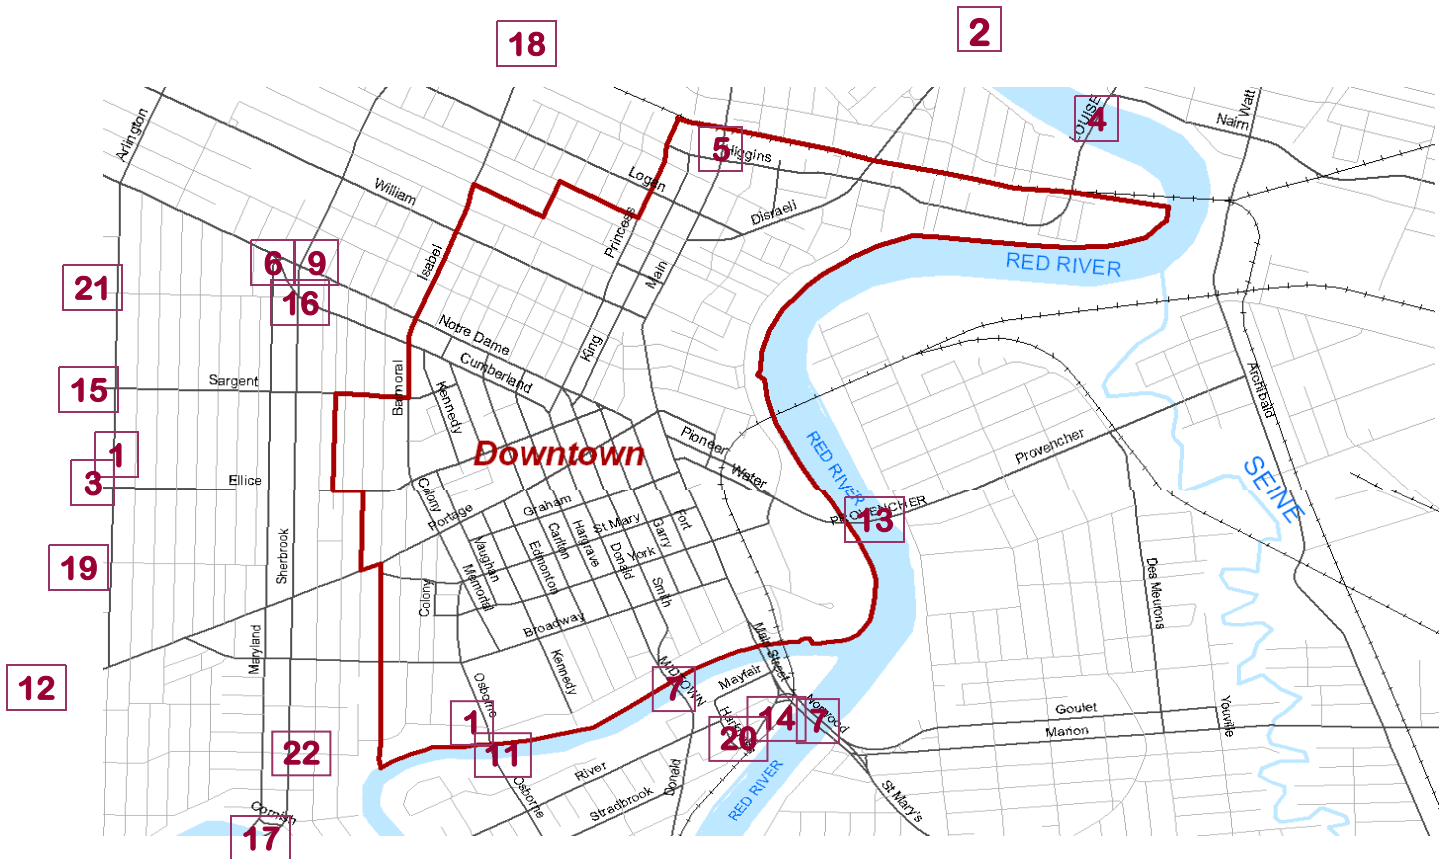 2
18
LOUISE
4
Watt
Nairn
Arlington
5
Higgins
Logan
William
Disraeli
Princess
Isabel
Main
6
9
RED RIVER
21
16
Notre Dame
King
Cumberland
Sargent
15
Balmoral
Kennedy
Archibald
Downtown
Pioneer
Provencher
1
3
Ellice
Water
RED RIVER
SEINE
Colony
Portage
Graham
St Mary
Fort
Garry
PROVENCHER
13
Sherbrook
Vaughan
Edmonton
Carlton
Hargrave
Donald
York
19
Memorial
Colony
Smith
Des Meurons
Broadway
Maryland
Main Street
Kennedy
12
Osborne
MIDTOWN
7
Mayfair
1
Harkness
14
7
Norwood
Goulet
Youville
Marion
20
22
11
River
Donald
Osborne
Stradbrook
RED RIVER
St Mary's
Cornish
17